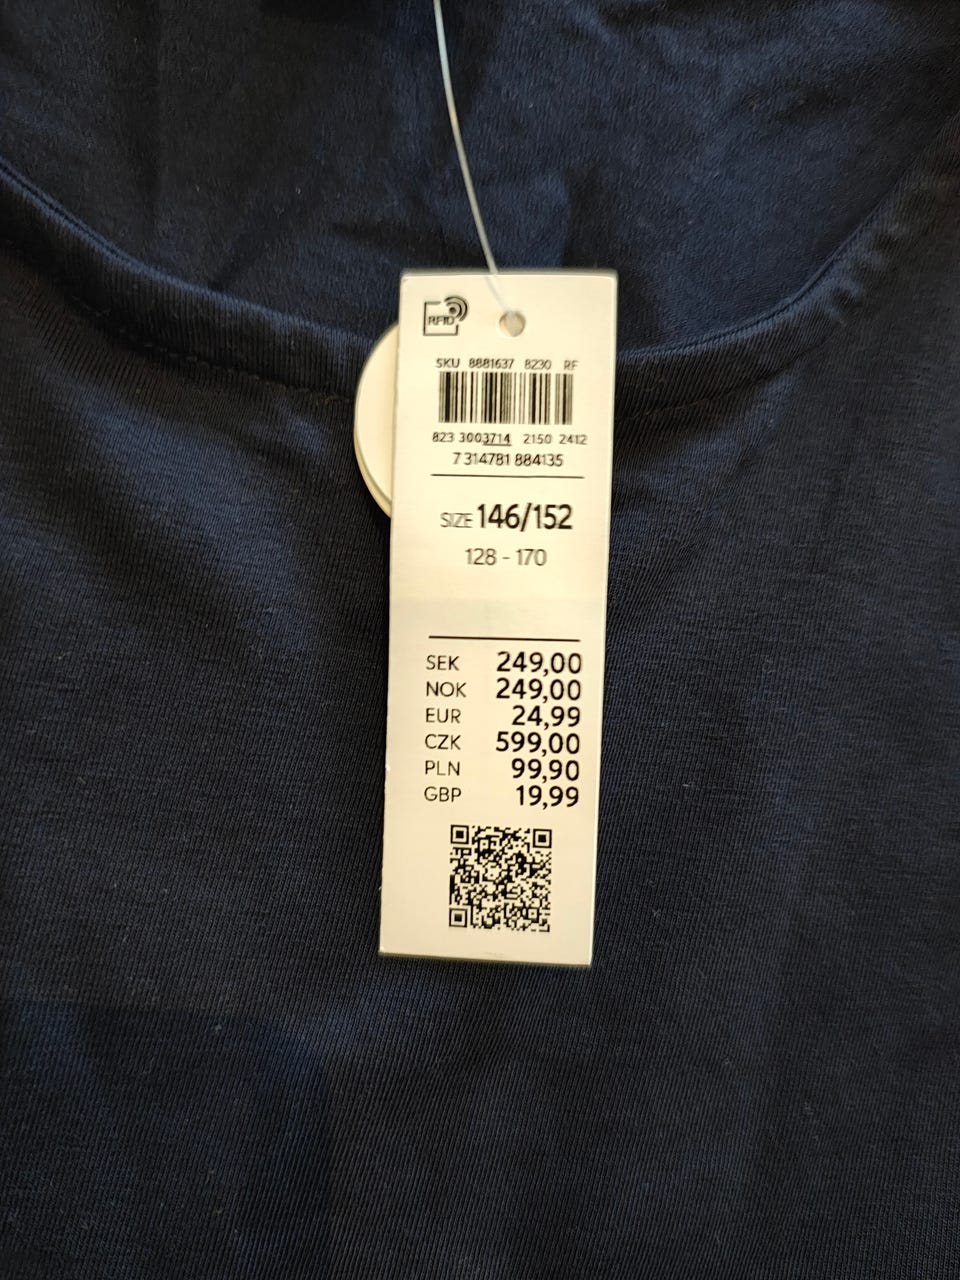 RFID
SKU 8881637 8230 RF
823 3003714 2150 2412
7 314781 884135
SIZE 146/152
128 - 170
SEK 249,00
NOK 249,00
EUR 24,99
CZK 599,00
PLN 99,90
GBP 19,99